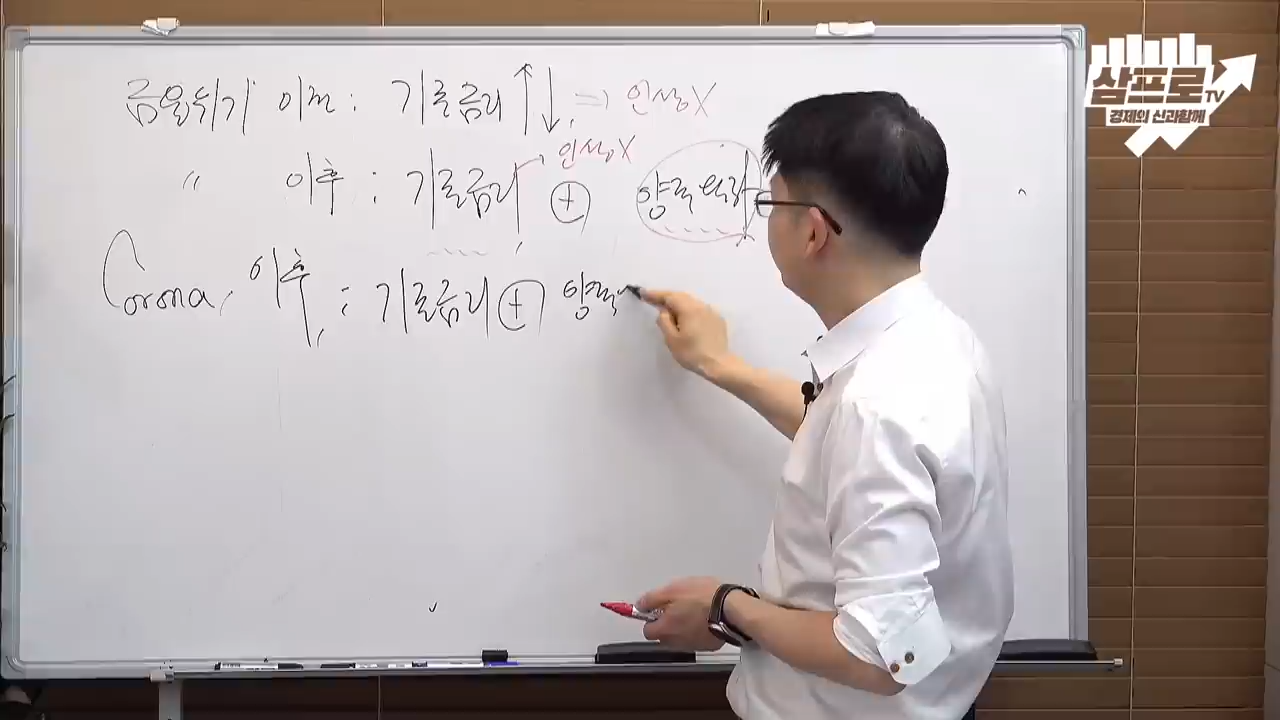 금융위기 이전 : 기준금리 ↑↓ ⇒ 인상X
→ 인상X
〃 이후 : 기준금리 ⊕ 양적완화
Corona 이후 : 기준금리 ⊕ 양적
삼프로TV
경제의 신과함께